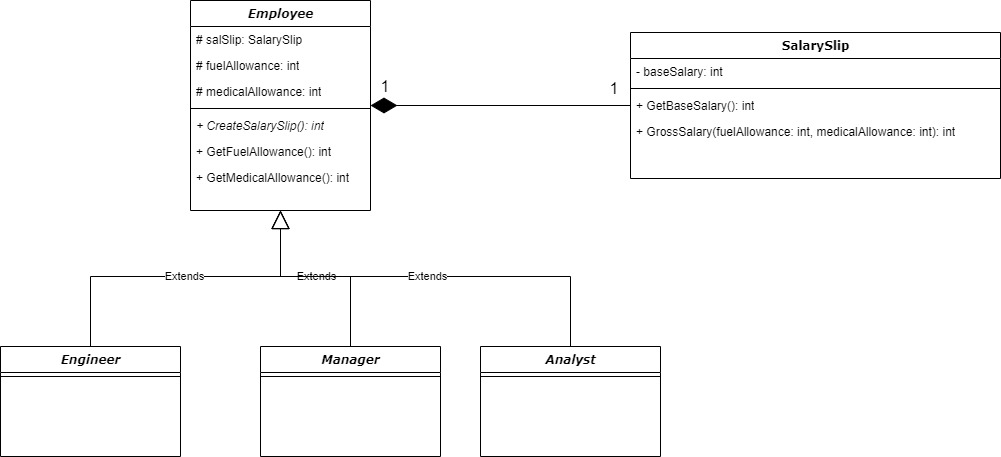 Employee
# salSlip: SalarySlip
# fuelAllowance: int
# medicalAllowance: int
+ CreateSalarySlip(): int
+ GetFuelAllowance(): int
+ GetMedicalAllowance(): int
1
1
SalarySlip
- baseSalary: int
+ GetBaseSalary(): int
+ GrossSalary(fuelAllowance: int, medicalAllowance: int): int
Extends
Extends
Extends
Engineer
Manager
Analyst